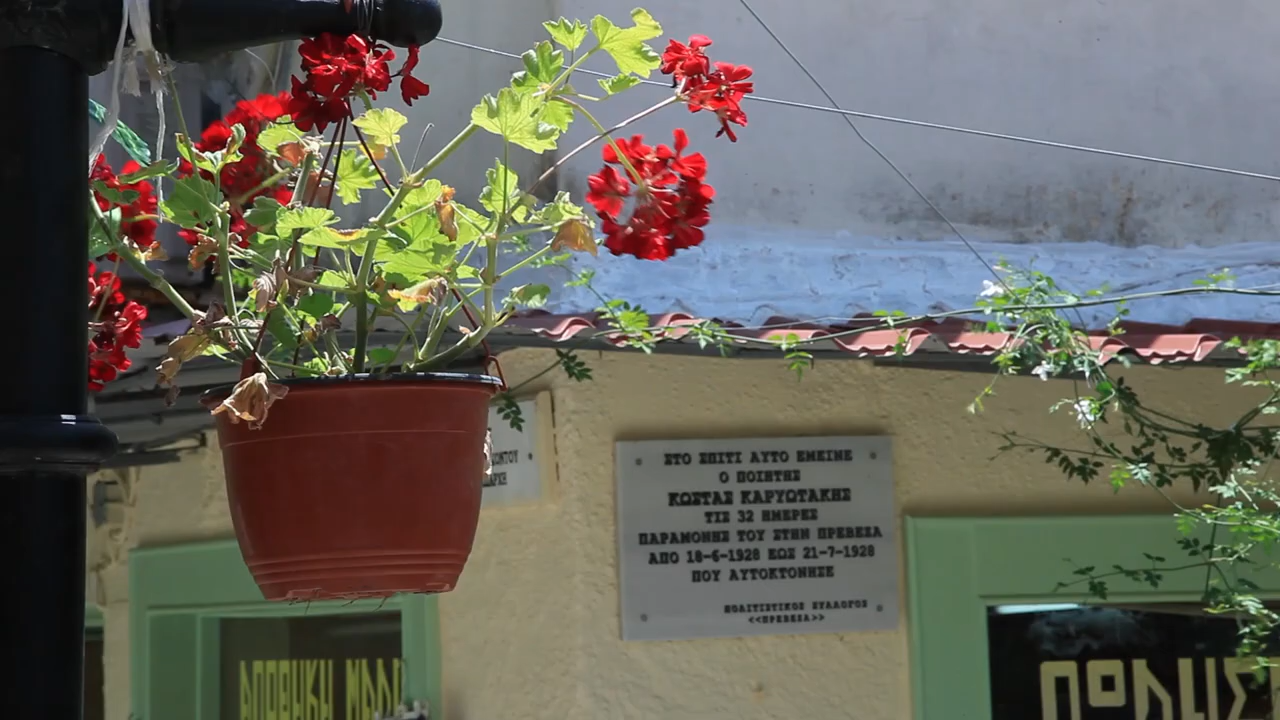 ΣΤΟ ΣΠΙΤΙ ΑΥΤΟ ΕΜΕΙΝΕ
Ο ΠΟΙΗΤΗΣ
ΚΩΣΤΑΣ ΚΑΡΥΩΤΑΚΗΣ
ΤΙΣ 32 ΗΜΕΡΕΣ
ΠΑΡΑΜΟΝΗΣ ΤΟΥ ΣΤΗΝ ΠΡΕΒΕΖΑ
ΑΠΟ 18-6-1928 ΕΩΣ 21-7-1928
ΠΟΥ ΑΥΤΟΚΤΟΝΗΣΕ
ΠΟΛΙΤΙΣΤΙΚΟΣ ΣΥΛΛΟΓΟΣ
<<ΠΡΕΒΕΖΑ>>
ΑΠΟΘΗΚΗ